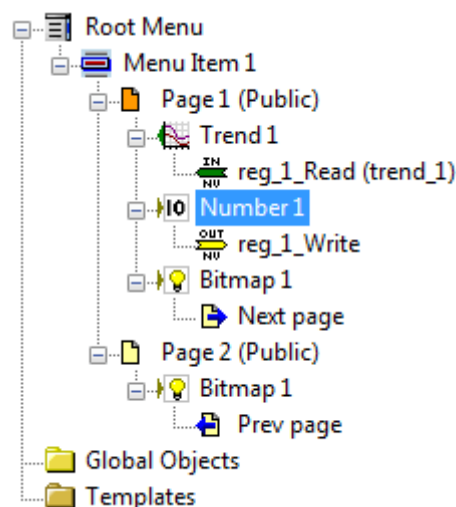 Root Menu
Menu Item 1
Page 1 (Public)
Trend 1
IN
NV
reg_1_Read (trend_1)
IO Number 1
OUT
NV
reg_1_Write
Bitmap 1
Next page
Page 2 (Public)
Bitmap 1
Prev page
Global Objects
Templates